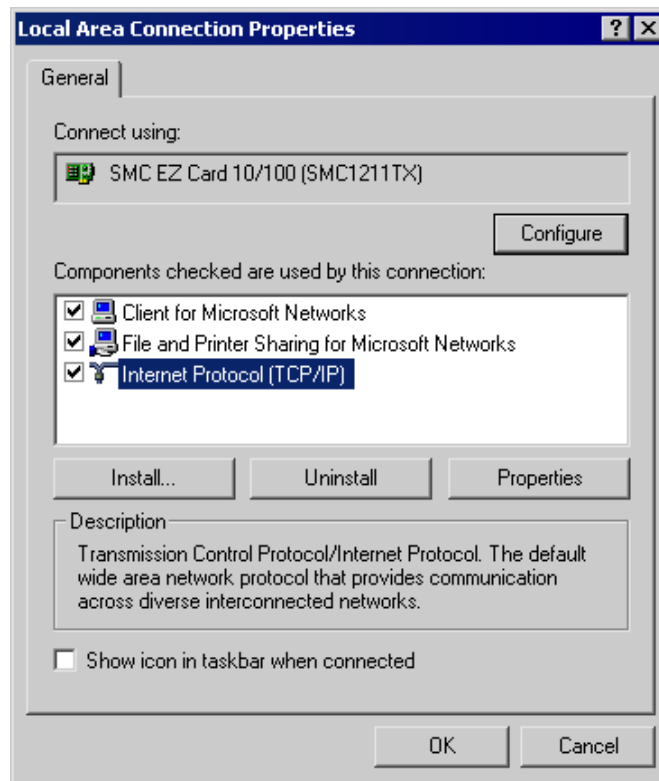 Local Area Connection Properties
General
Connect using:
SMC EZ Card 10/100 (SMC1211TX)
Configure
Components checked are used by this connection:
Client for Microsoft Networks
File and Printer Sharing for Microsoft Networks
Internet Protocol (TCP/IP)
Install... Uninstall Properties
Description
Transmission Control Protocol/Internet Protocol. The default
wide area network protocol that provides communication
across diverse interconnected networks.
Show icon in taskbar when connected
OK Cancel